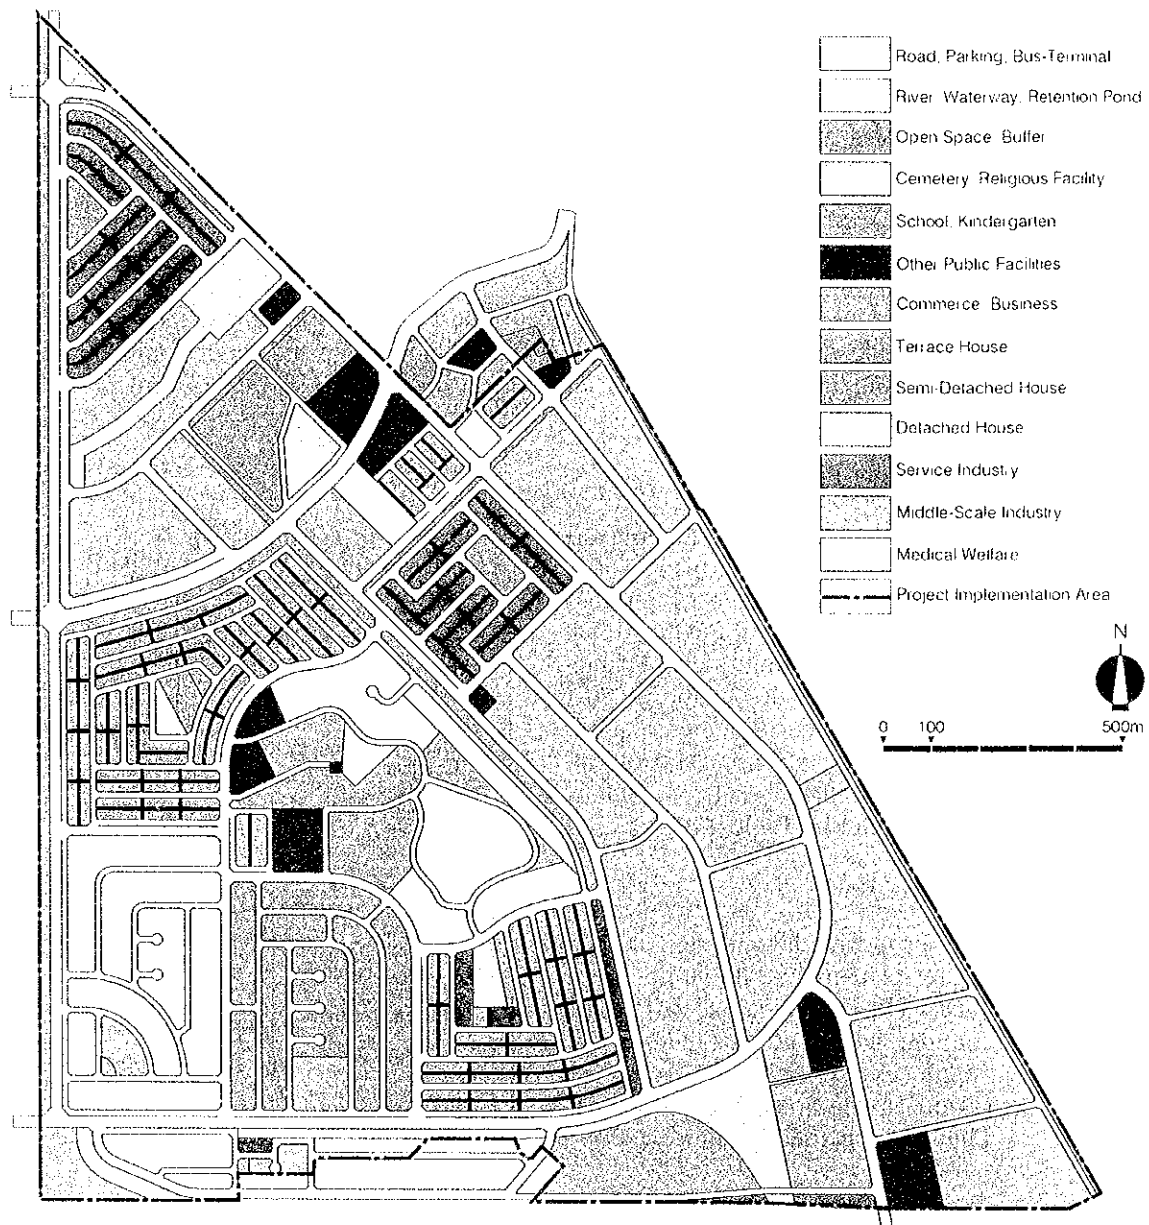 Road, Parking, Bus-Terminal
River Waterway, Retention Pond
Open Space Buffer
Cemetery Religious Facility
School, Kindergarten
Other Public Facilities
Commerce Business
Terrace House
Semi-Detached House
Detached House
Service Industry
Middle-Scale Industry
Medical Welfare
Project Implementation Area
N
0 100 500m